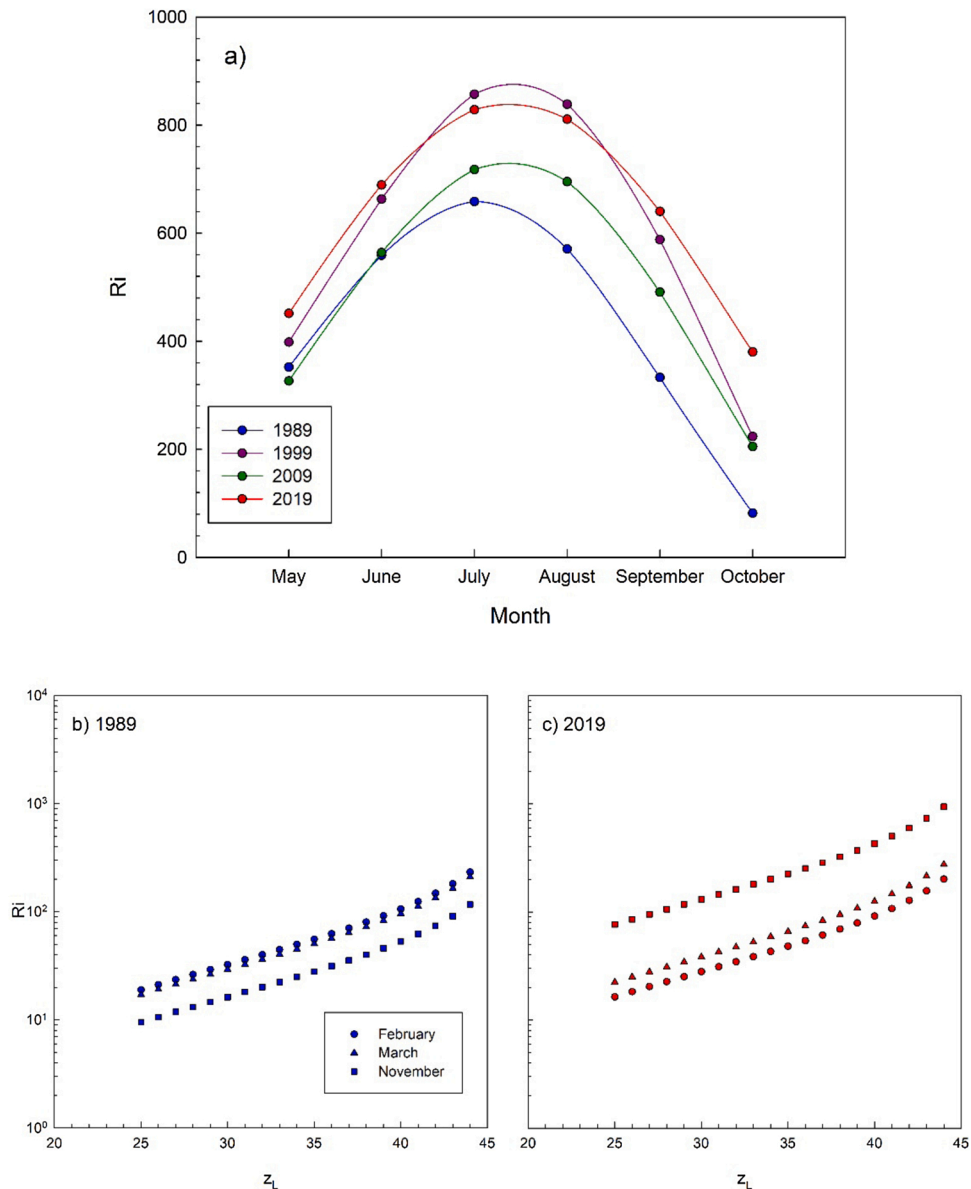 a)
1000
800
600
400
200
0
Ri
1989
1999
2009
2019
May June July August September October
Month
b) 1989
c) 2019
10⁴
10³
10²
10¹
10⁰
Ri
February
March
November
20 25 30 35 40 45
20 25 30 35 40 45
z_L
z_L